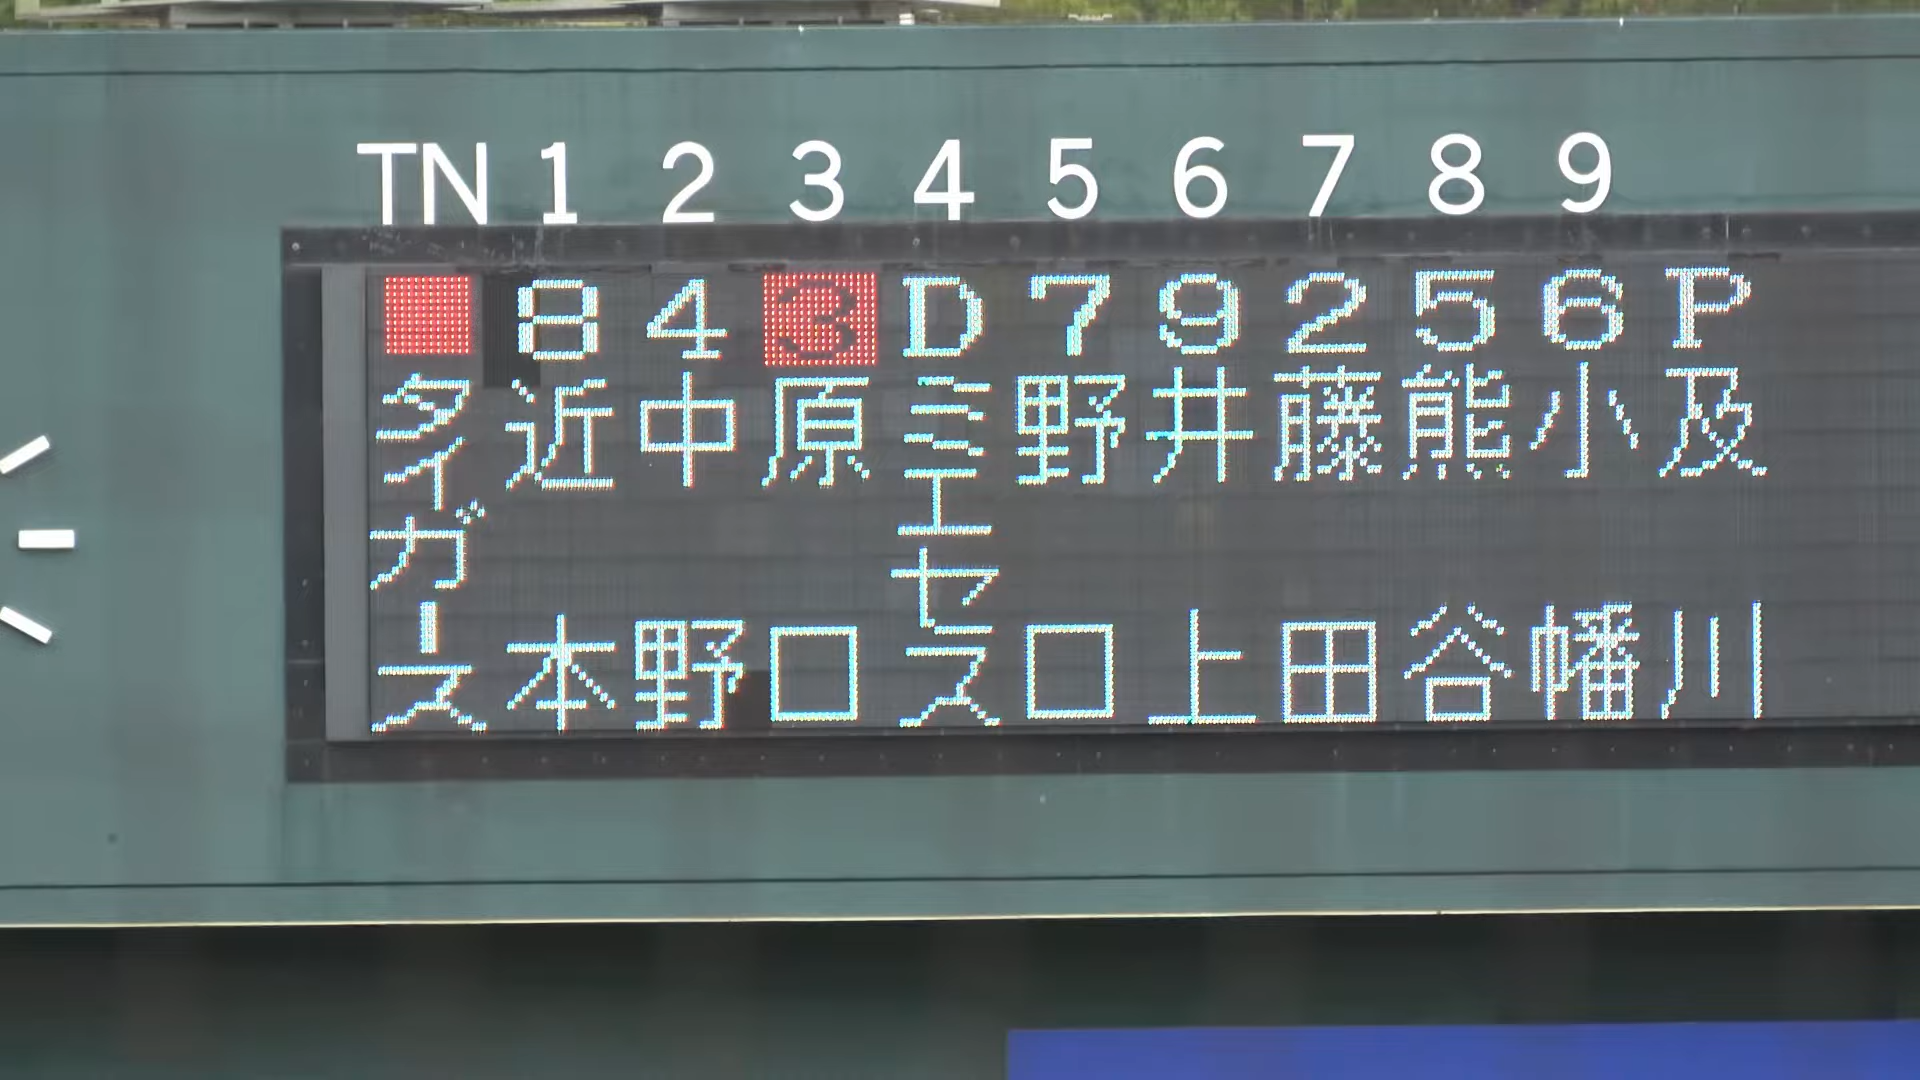 TN 1 2 3 4 5 6 7 8 9
8 4 3 D 7 9 2 5 6 P
タイガース
近本
中野
原口
ミエセス
野口
井上
藤田
熊谷
小幡
及川